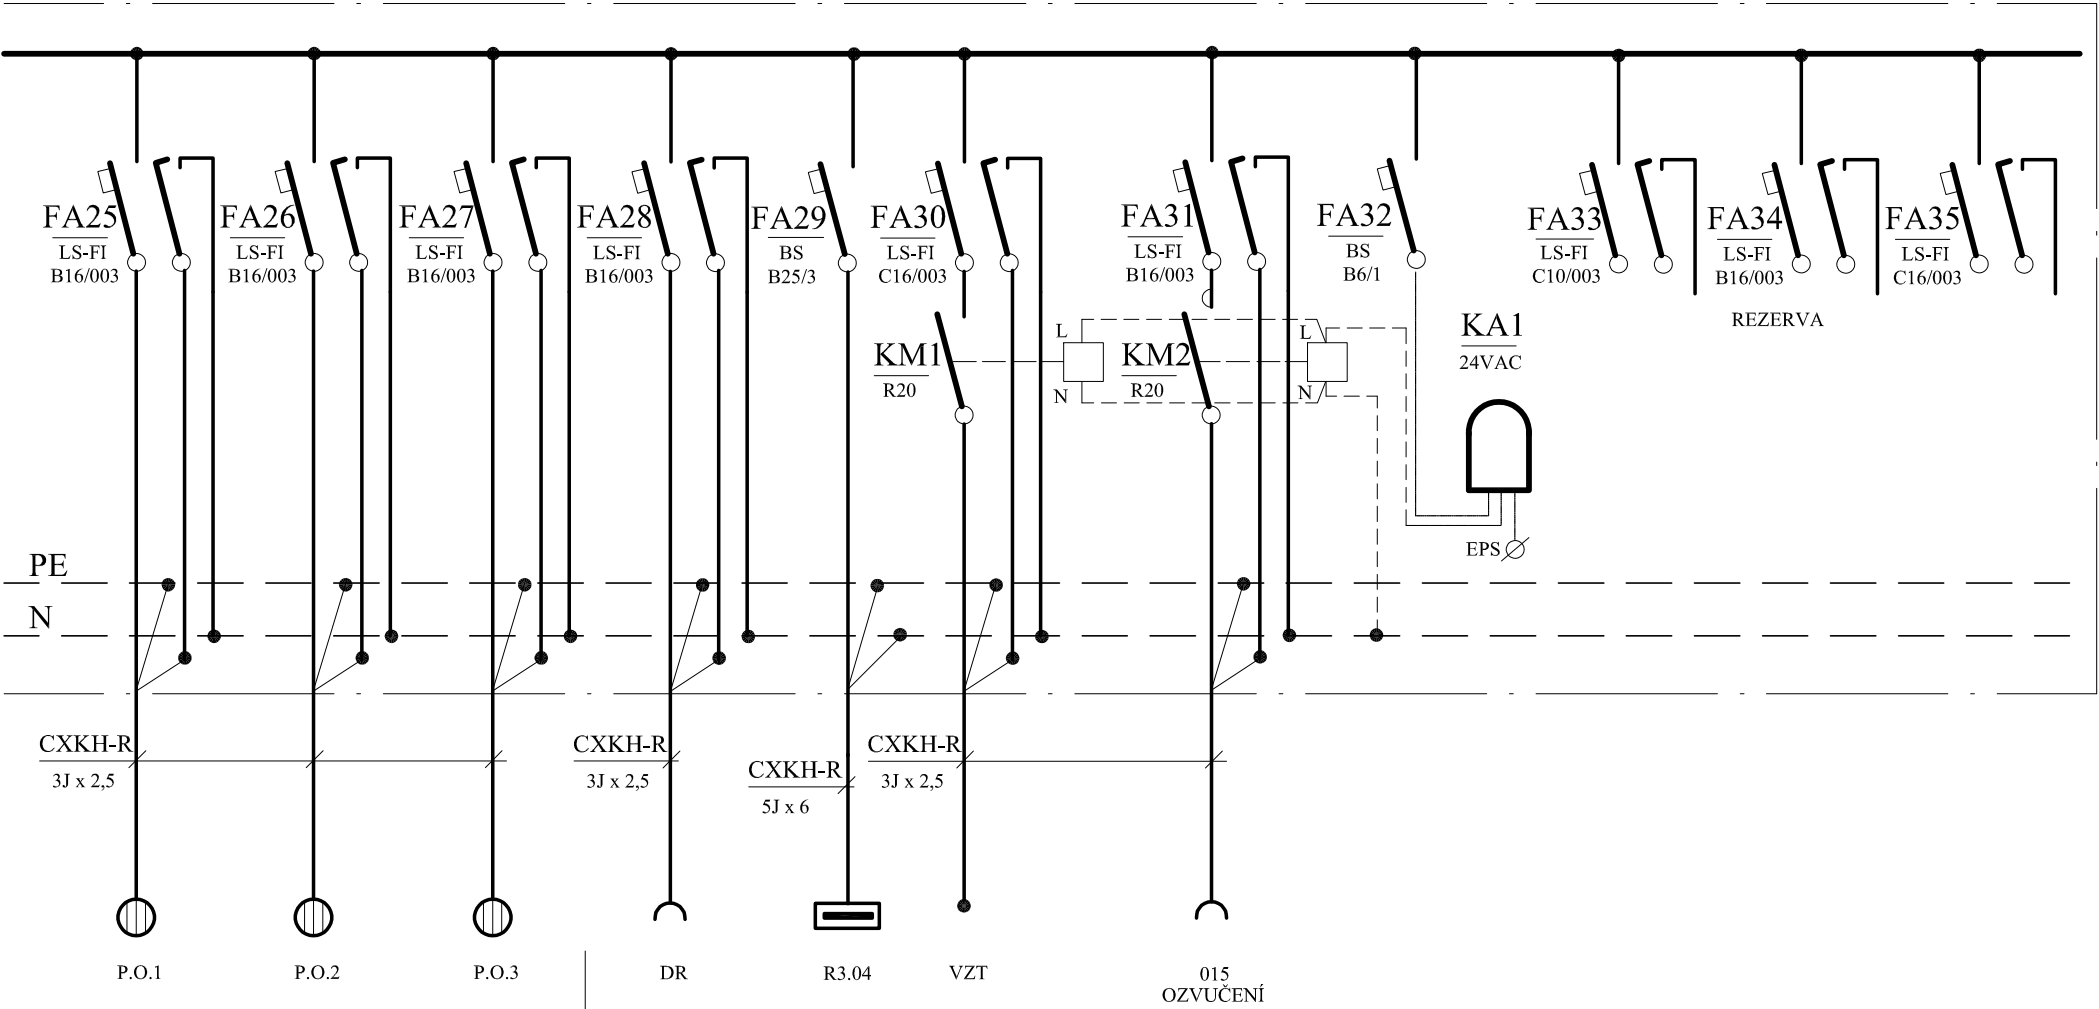 FA25
LS-FI
B16/003
FA26
LS-FI
B16/003
FA27
LS-FI
B16/003
FA28
LS-FI
B16/003
FA29
BS
B25/3
FA30
LS-FI
C16/003
FA31
LS-FI
B16/003
FA32
BS
B6/1
FA33
LS-FI
C10/003
FA34
LS-FI
B16/003
FA35
LS-FI
C16/003
REZERVA
KM1
R20
L
N
KM2
R20
L
N
KA1
24VAC
EPS
PE
N
CXKH-R
3J x 2,5
CXKH-R
3J x 2,5
CXKH-R
5J x 6
CXKH-R
3J x 2,5
P.O.1
P.O.2
P.O.3
DR
R3.04
VZT
015
OZVUČENÍ